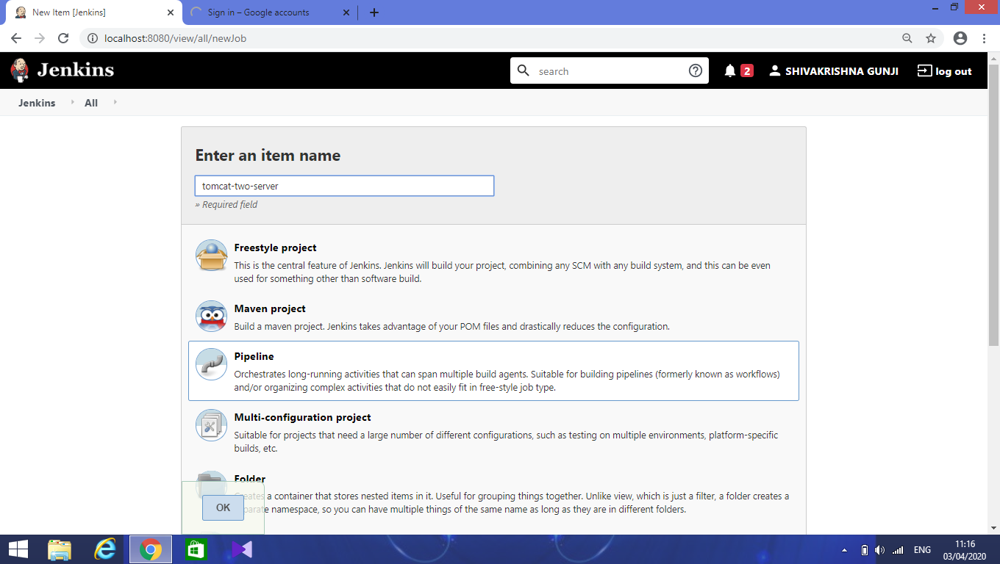 New Item [Jenkins]
Sign in – Google accounts
localhost:8080/view/all/newJob
Jenkins
search
2
SHIVAKRISHNA GUNJI
log out
Jenkins
All
Enter an item name
tomcat-two-server
» Required field
Freestyle project
This is the central feature of Jenkins. Jenkins will build your project, combining any SCM with any build system, and this can be even
used for something other than software build.
Maven project
Build a maven project. Jenkins takes advantage of your POM files and drastically reduces the configuration.
Pipeline
Orchestrates long-running activities that can span multiple build agents. Suitable for building pipelines (formerly known as workflows)
and/or organizing complex activities that do not easily fit in free-style job type.
Multi-configuration project
Suitable for projects that need a large number of different configurations, such as testing on multiple environments, platform-specific
builds, etc.
Folder
Creates a container that stores nested items in it. Useful for grouping things together. Unlike view, which is just a filter, a folder creates a
separate namespace, so you can have multiple things of the same name as long as they are in different folders.
OK
ENG
11:16
03/04/2020